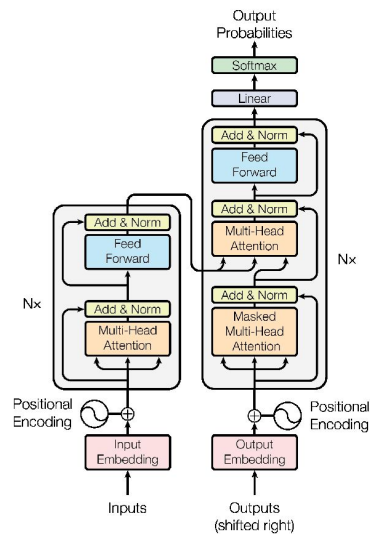 Output
Probabilities
Softmax
Linear
Add & Norm
Feed
Forward
Add & Norm
Multi-Head
Attention
Add & Norm
Masked
Multi-Head
Attention
Nx
Add & Norm
Feed
Forward
Add & Norm
Multi-Head
Attention
Nx
Positional
Encoding
Input
Embedding
Inputs
Positional
Encoding
Output
Embedding
Outputs
(shifted right)